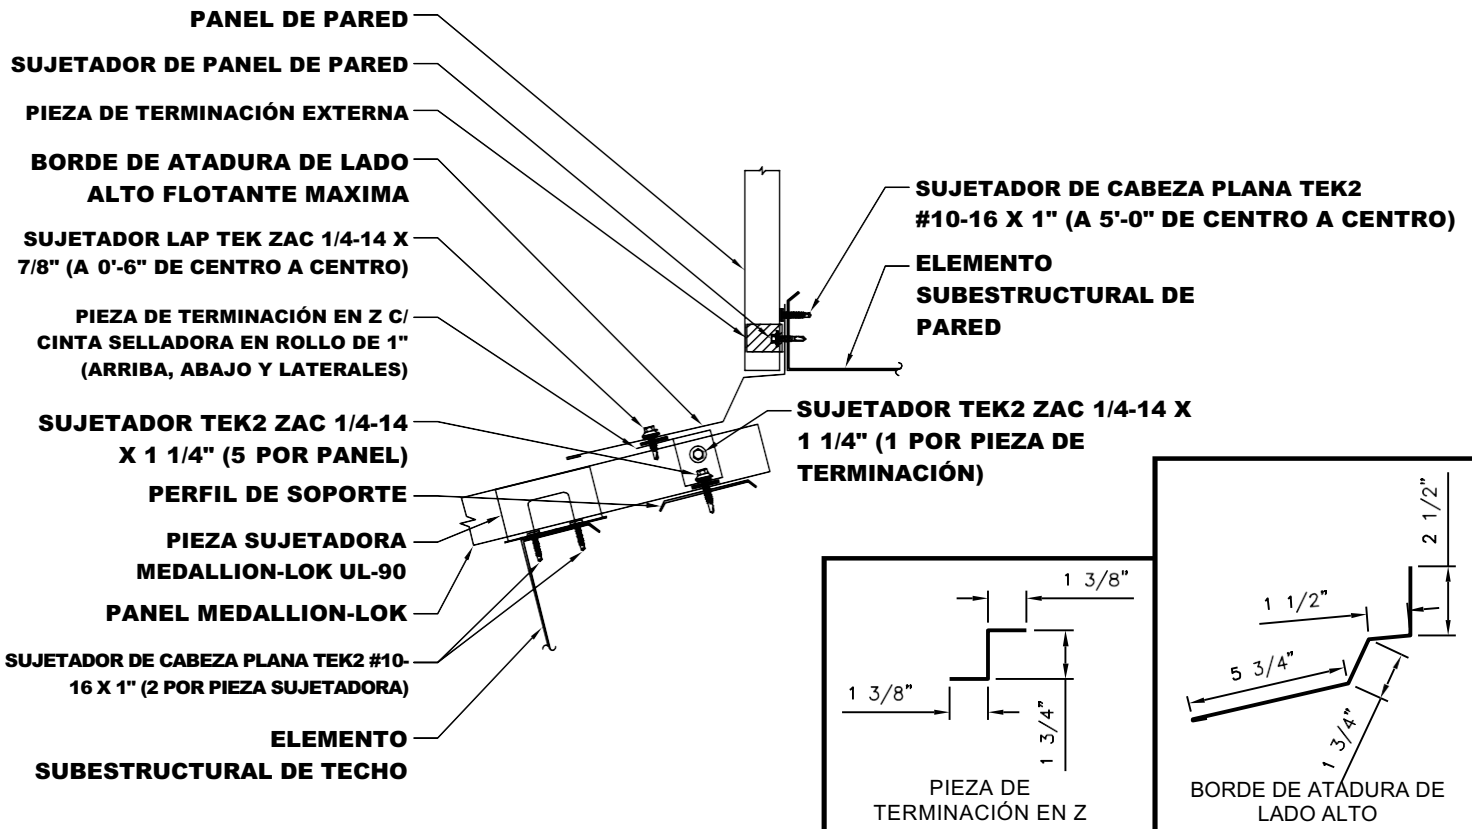 PANEL DE PARED
SUJETADOR DE PANEL DE PARED
PIEZA DE TERMINACIÓN EXTERNA
BORDE DE ATADURA DE LADO
ALTO FLOTANTE MAXIMA
SUJETADOR LAP TEK ZAC 1/4-14 X
7/8" (A 0'-6" DE CENTRO A CENTRO)
PIEZA DE TERMINACIÓN EN Z C/
CINTA SELLADORA EN ROLLO DE 1"
(ARRIBA, ABAJO Y LATERALES)
SUJETADOR TEK2 ZAC 1/4-14
X 1 1/4" (5 POR PANEL)
PERFIL DE SOPORTE
PIEZA SUJETADORA
MEDALLION-LOK UL-90
PANEL MEDALLION-LOK
SUJETADOR DE CABEZA PLANA TEK2 #10-
16 X 1" (2 POR PIEZA SUJETADORA)
ELEMENTO
SUBESTRUCTURAL DE TECHO
SUJETADOR DE CABEZA PLANA TEK2
#10-16 X 1" (A 5'-0" DE CENTRO A CENTRO)
ELEMENTO
SUBESTRUCTURAL DE
PARED
SUJETADOR TEK2 ZAC 1/4-14 X
1 1/4" (1 POR PIEZA DE
TERMINACIÓN)
1 3/8"
1 3/8"
1 3/4"
PIEZA DE
TERMINACIÓN EN Z
2 1/2"
1 1/2"
5 3/4"
1 3/4"
BORDE DE ATADURA DE
LADO ALTO